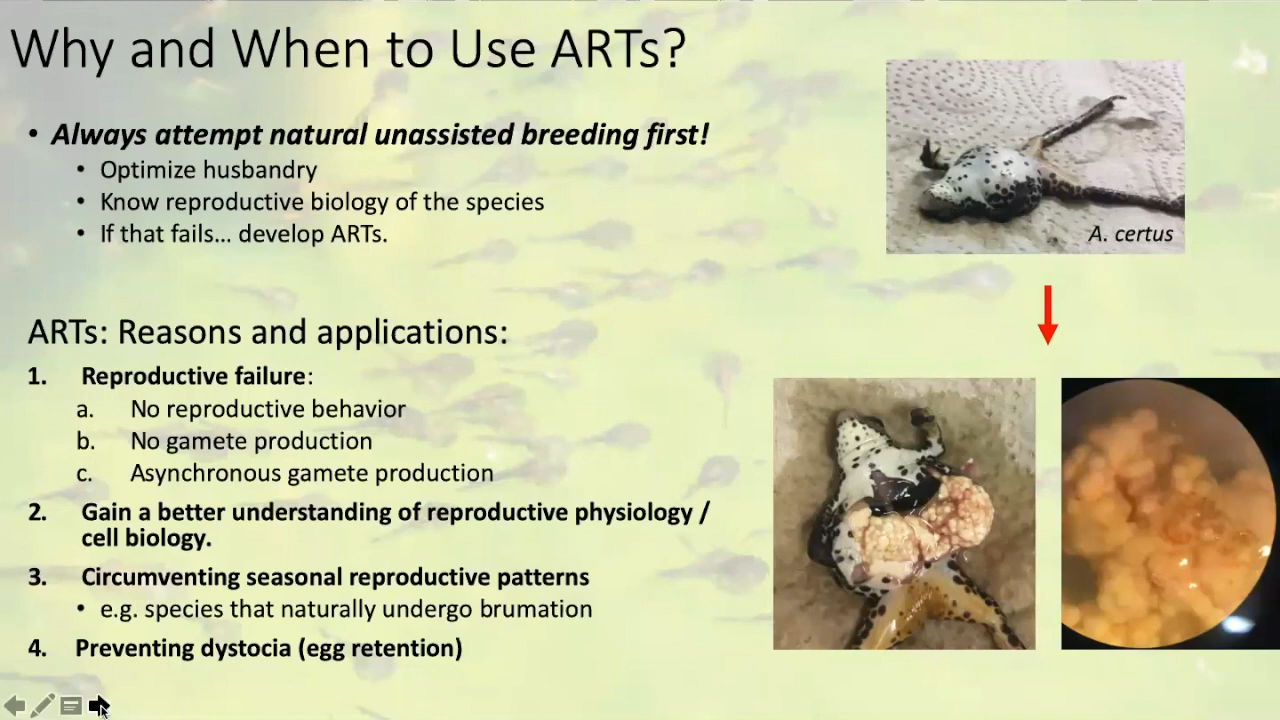 Why and When to Use ARTs?
• Always attempt natural unassisted breeding first!
• Optimize husbandry
• Know reproductive biology of the species
• If that fails... develop ARTs.
A. certus
ARTs: Reasons and applications:
1. Reproductive failure:
a. No reproductive behavior
b. No gamete production
c. Asynchronous gamete production
2. Gain a better understanding of reproductive physiology /
cell biology.
3. Circumventing seasonal reproductive patterns
• e.g. species that naturally undergo brumation
4. Preventing dystocia (egg retention)